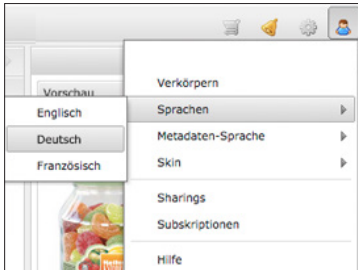 Vorschau
Verkörpern
Sprachen
Metadaten-Sprache
Skin
Sharings
Subskriptionen
Hilfe
Englisch
Deutsch
Französisch